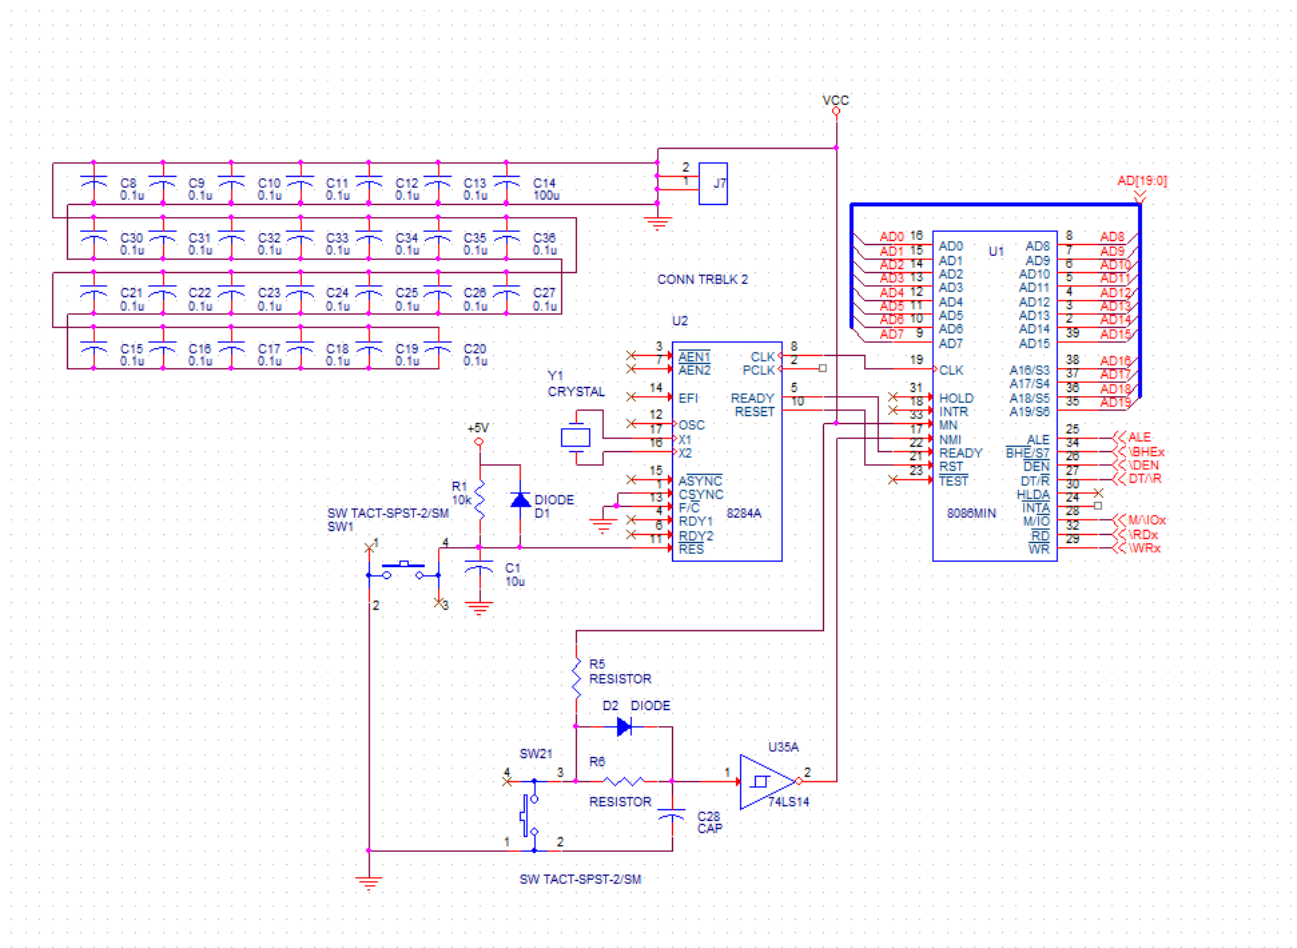 VCC
AD[19:0]
C8 C9 C10 C11 C12 C13 C14
0.1u 0.1u 0.1u 0.1u 0.1u 0.1u 100u
2
1
J7
C30 C31 C32 C33 C34 C35 C36
0.1u 0.1u 0.1u 0.1u 0.1u 0.1u 0.1u
C21 C22 C23 C24 C25 C26 C27
0.1u 0.1u 0.1u 0.1u 0.1u 0.1u 0.1u
C15 C16 C17 C18 C19 C20
0.1u 0.1u 0.1u 0.1u 0.1u 0.1u
CONN TRBLK 2
U2
3 AEN1 CLK 8
7 AEN2 PCLK 2
14 EFI READY 5
RESET 10
12 OSC
17 X1
16 X2
15 ASYNC
1 CSYNC
13 F/C
4 RDY1
6 RDY2
11 RES
8284A
Y1
CRYSTAL
+5V
R1
10k
DIODE
D1
SW TACT-SPST-2/SM
SW1
1
4
2
3
C1
10u
U1
AD0 16 AD0 AD8 8 AD8
AD1 15 AD1 AD9 7 AD9
AD2 14 AD2 AD10 6 AD10
AD3 13 AD3 AD11 5 AD11
AD4 12 AD4 AD12 4 AD12
AD5 11 AD5 AD13 3 AD13
AD6 10 AD6 AD14 2 AD14
AD7 9 AD7 AD15 39 AD15
19 CLK A16/S3 38 AD16
A17/S4 37 AD17
31 HOLD A18/S5 36 AD18
18 INTR A19/S6 35 AD19
33 MN
17 NMI ALE 25 ALE
22 READY BHE/S7 34 \BHEx
21 RST DEN 26 \DEN
23 TEST DT/R 27 DT/\R
HLDA 30
INTA 24
8086MIN M/IO 28 M/\IOx
RD 32 \RDx
WR 29 \WRx
R5
RESISTOR
D2 DIODE
SW21
4
3
R6
RESISTOR
U35A
1
2
74LS14
C28
CAP
1
2
SW TACT-SPST-2/SM